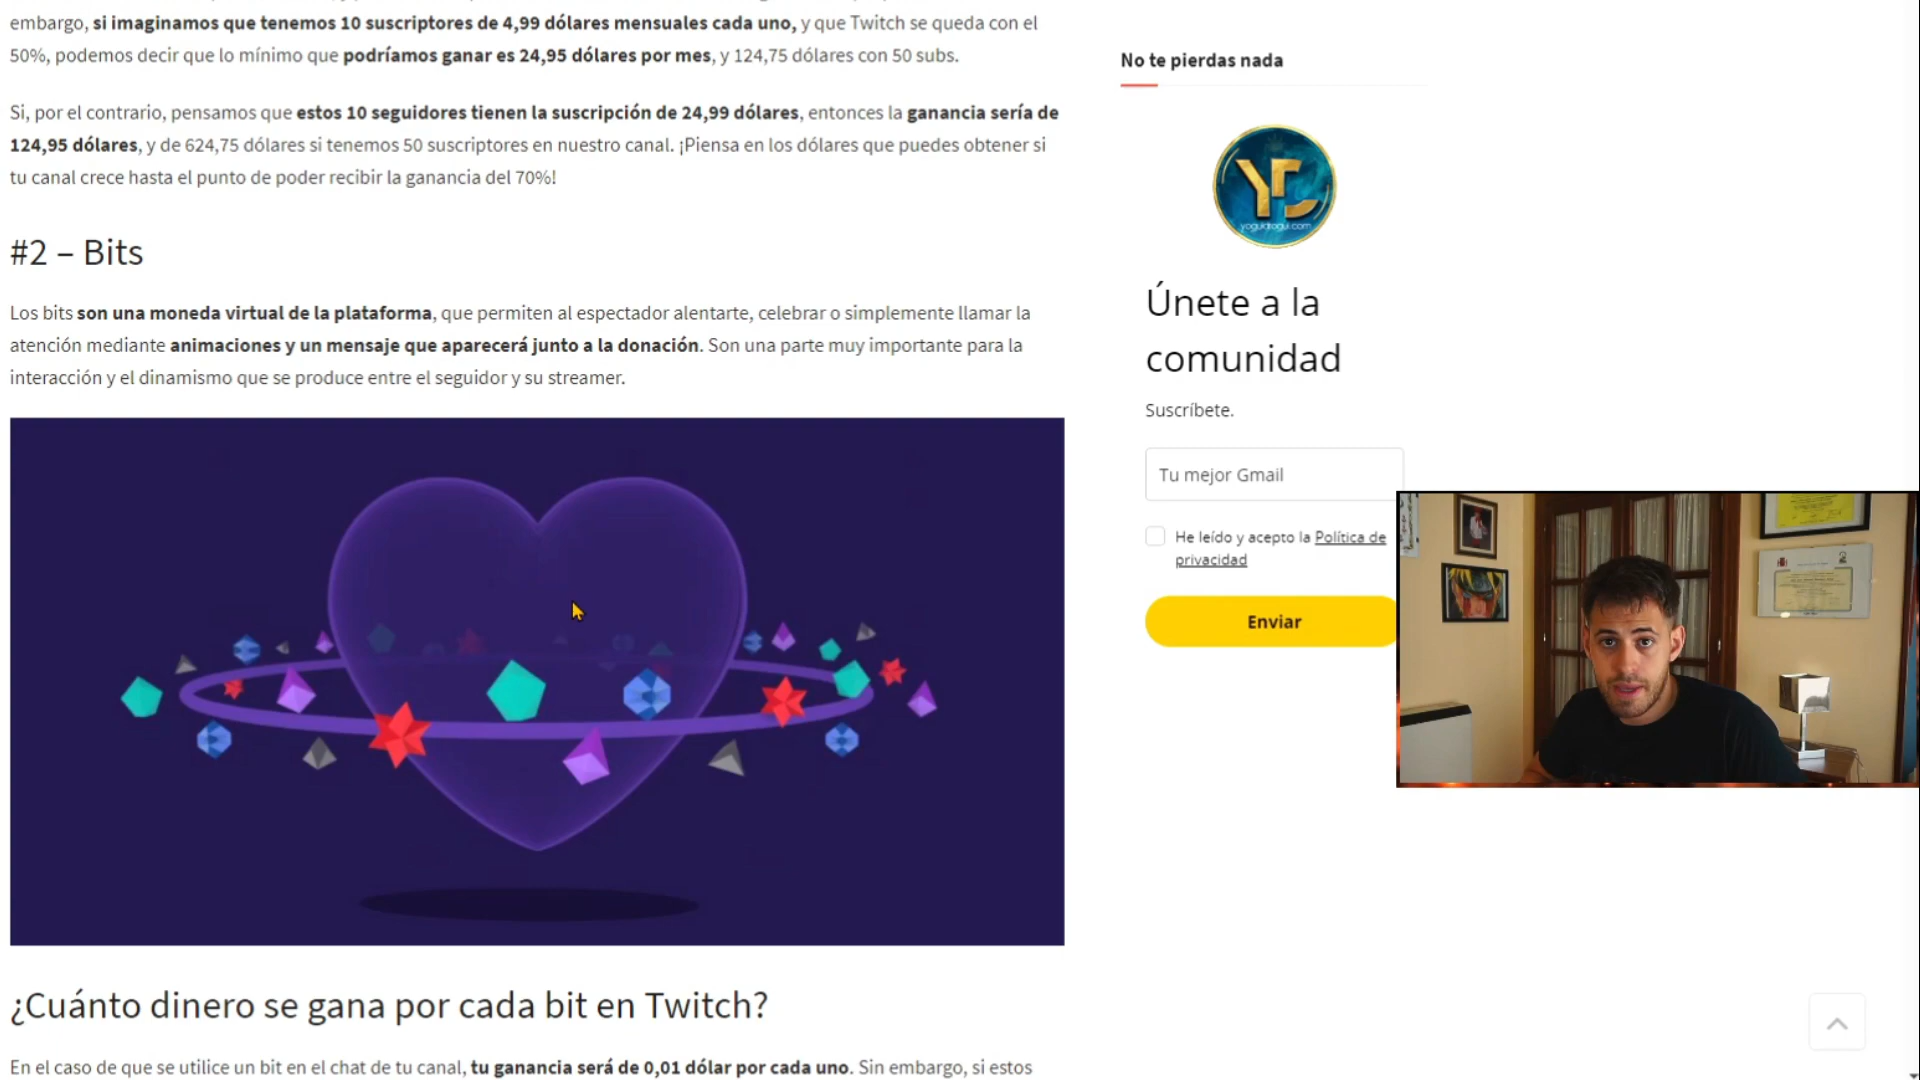 embargo, si imaginamos que tenemos 10 suscriptores de 4,99 dólares mensuales cada uno, y que Twitch se queda con el
50%, podemos decir que lo mínimo que podríamos ganar es 24,95 dólares por mes, y 124,75 dólares con 50 subs.
Si, por el contrario, pensamos que estos 10 seguidores tienen la suscripción de 24,99 dólares, entonces la ganancia sería de
124,95 dólares, y de 624,75 dólares si tenemos 50 suscriptores en nuestro canal. ¡Piensa en los dólares que puedes obtener si
tu canal crece hasta el punto de poder recibir la ganancia del 70%!
#2 – Bits
Los bits son una moneda virtual de la plataforma, que permiten al espectador alentarte, celebrar o simplemente llamar la
atención mediante animaciones y un mensaje que aparecerá junto a la donación. Son una parte muy importante para la
interacción y el dinamismo que se produce entre el seguidor y su streamer.
¿Cuánto dinero se gana por cada bit en Twitch?
En el caso de que se utilice un bit en el chat de tu canal, tu ganancia será de 0,01 dólar por cada uno. Sin embargo, si estos
No te pierdas nada
Únete a la
comunidad
Suscríbete.
Tu mejor Gmail
He leído y acepto la Política de
privacidad
Enviar